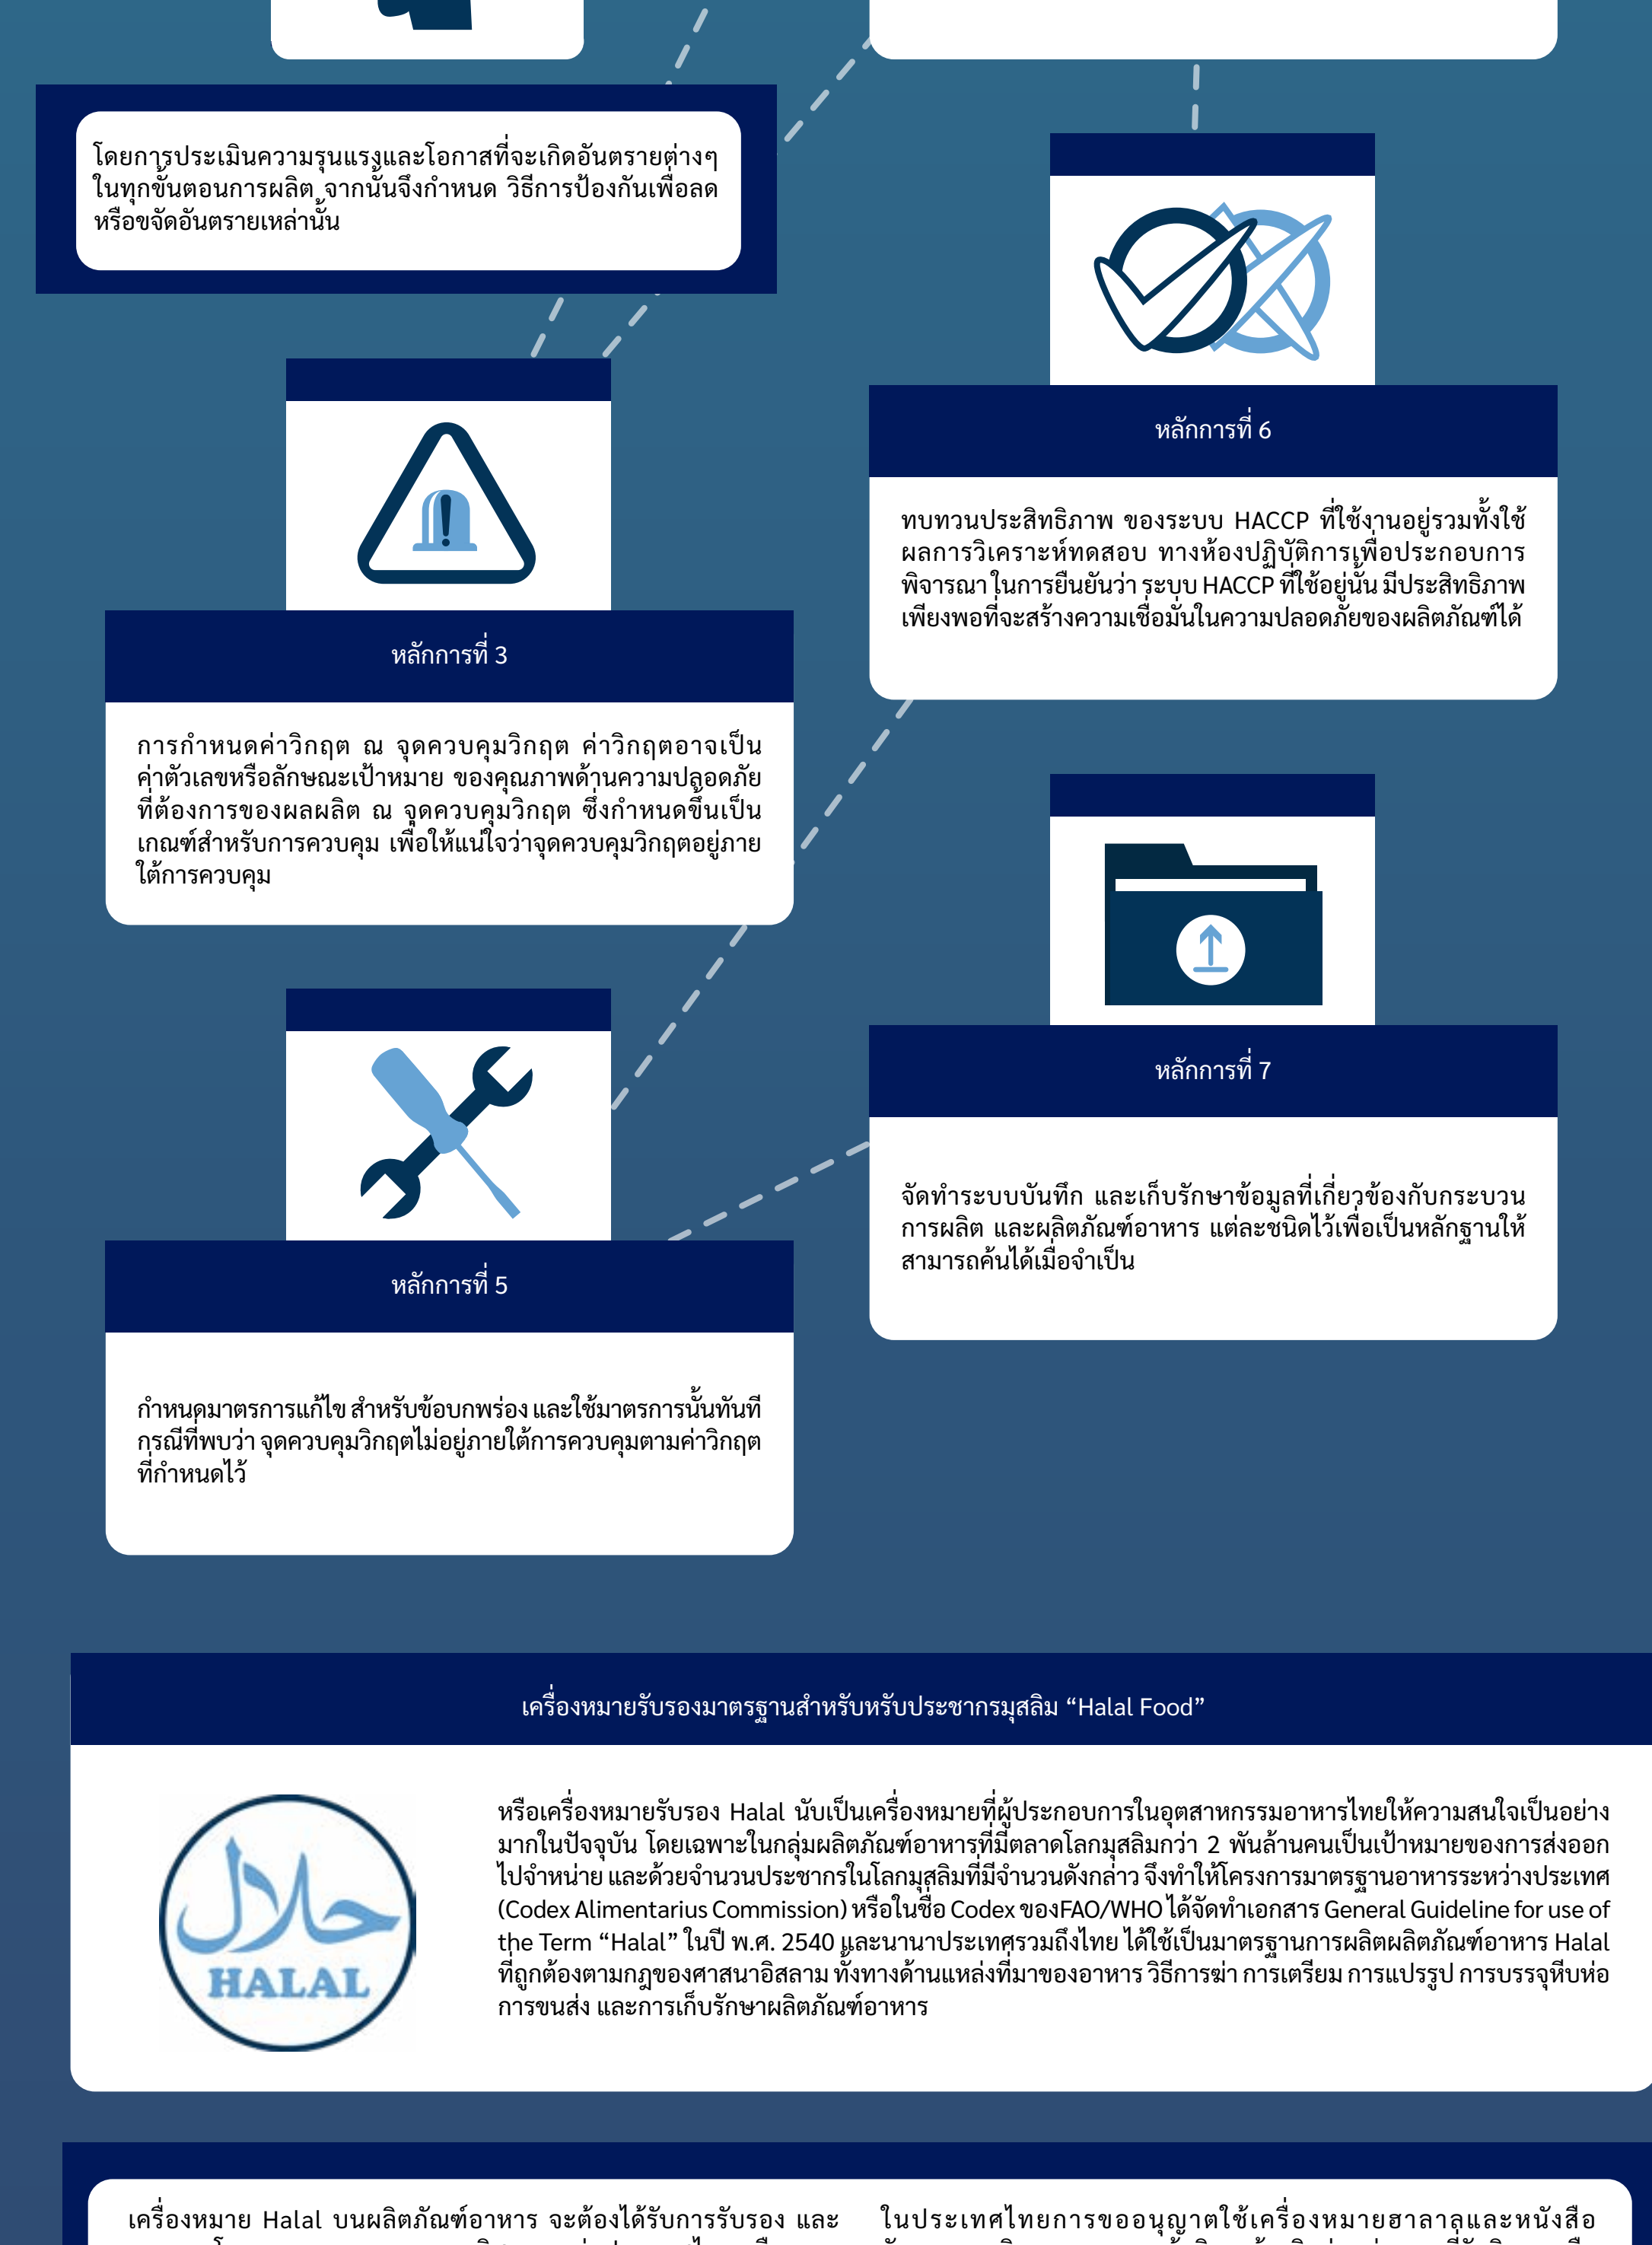 โดยการประเมินความรุนแรงและโอกาสที่จะเกิดอันตรายต่างๆ
ในทุกขั้นตอนการผลิต จากนั้นจึงกำหนด วิธีการป้องกันเพื่อลด
หรือขจัดอันตรายเหล่านั้น
หลักการที่ 3
การกำหนดค่าวิกฤต ณ จุดควบคุมวิกฤต ค่าวิกฤตอาจเป็น
ค่าตัวเลขหรือลักษณะเป้าหมาย ของคุณภาพด้านความปลอดภัย
ที่ต้องการของผลผลิต ณ จุดควบคุมวิกฤต ซึ่งกำหนดขึ้นเป็น
เกณฑ์สำหรับการควบคุม เพื่อให้แน่ใจว่าจุดควบคุมวิกฤตอยู่ภาย
ใต้การควบคุม
หลักการที่ 5
กำหนดมาตรการแก้ไข สำหรับข้อบกพร่อง และใช้มาตรการนั้นทันที
กรณีที่พบว่า จุดควบคุมวิกฤตไม่อยู่ภายใต้การควบคุมตามค่าวิกฤต
ที่กำหนดไว้
หลักการที่ 6
ทบทวนประสิทธิภาพ ของระบบ HACCP ที่ใช้งานอยู่รวมทั้งใช้
ผลการวิเคราะห์ทดสอบ ทางห้องปฏิบัติการเพื่อประกอบการ
พิจารณา ในการยืนยันว่า ระบบ HACCP ที่ใช้อยู่นั้น มีประสิทธิภาพ
เพียงพอที่จะสร้างความเชื่อมั่นในความปลอดภัยของผลิตภัณฑ์ได้
หลักการที่ 7
จัดทำระบบบันทึก และเก็บรักษาข้อมูลที่เกี่ยวข้องกับกระบวน
การผลิต และผลิตภัณฑ์อาหาร แต่ละชนิดไว้เพื่อเป็นหลักฐานให้
สามารถค้นได้เมื่อจำเป็น
เครื่องหมายรับรองมาตรฐานสำหรับหรับประชากรมุสลิม “Halal Food”
حلال
HALAL
หรือเครื่องหมายรับรอง Halal นับเป็นเครื่องหมายที่ผู้ประกอบการในอุตสาหกรรมอาหารไทยให้ความสนใจเป็นอย่าง
มากในปัจจุบัน โดยเฉพาะในกลุ่มผลิตภัณฑ์อาหารที่มีตลาดโลกมุสลิมกว่า 2 พันล้านคนเป็นเป้าหมายของการส่งออก
ไปจำหน่าย และด้วยจำนวนประชากรในโลกมุสลิมที่มีจำนวนดังกล่าว จึงทำให้โครงการมาตรฐานอาหารระหว่างประเทศ
(Codex Alimentarius Commission) หรือในชื่อ Codex ของFAO/WHO ได้จัดทำเอกสาร General Guideline for use of
the Term “Halal” ในปี พ.ศ. 2540 และนานาประเทศรวมถึงไทย ได้ใช้เป็นมาตรฐานการผลิตผลิตภัณฑ์อาหาร Halal
ที่ถูกต้องตามกฎของศาสนาอิสลาม ทั้งทางด้านแหล่งที่มาของอาหาร วิธีการฆ่า การเตรียม การแปรรูป การบรรจุหีบห่อ
การขนส่ง และการเก็บรักษาผลิตภัณฑ์อาหาร
เครื่องหมาย Halal บนผลิตภัณฑ์อาหาร จะต้องได้รับการรับรอง และ
ในประเทศไทยการขออนุญาตใช้เครื่องหมายฮาลาลและหนังสือ